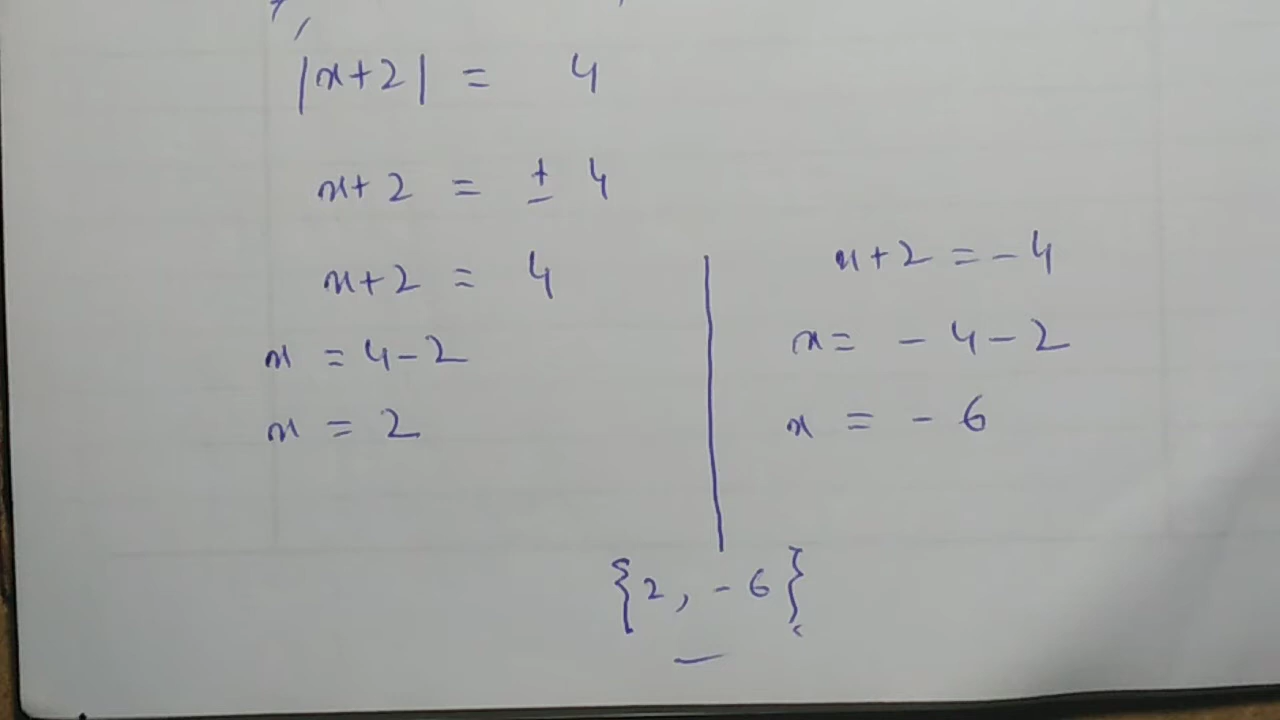 |x+2| = 4
x+2 = ± 4
x+2 = 4
x = 4-2
x = 2
x+2 = -4
x = -4-2
x = -6
{2, -6}